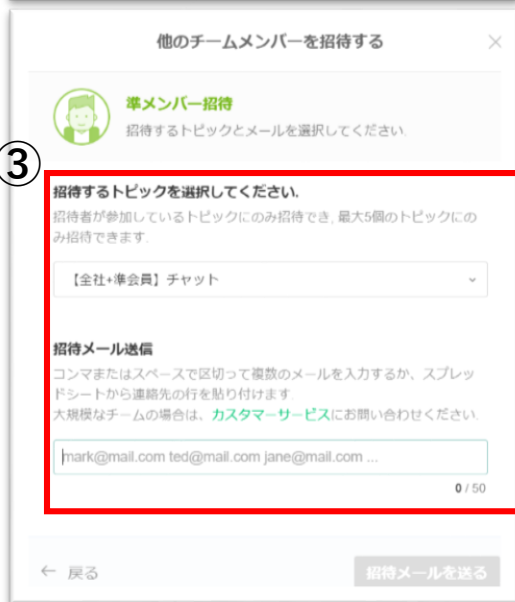 他のチームメンバーを招待する
準メンバー招待
招待するトピックとメールを選択してください.
③
招待するトピックを選択してください.
招待者が参加しているトピックにのみ招待でき, 最大5個のトピックにの
み招待できます.
【全社+準会員】チャット
招待メール送信
コンマまたはスペースで区切って複数のメールを入力するか、スプレッ
ドシートから連絡先の行を貼り付けます.
大規模なチームの場合は、カスタマーサービスにお問い合わせください.
mark@mail.com ted@mail.com jane@mail.com ...
0 / 50
← 戻る
招待メールを送る